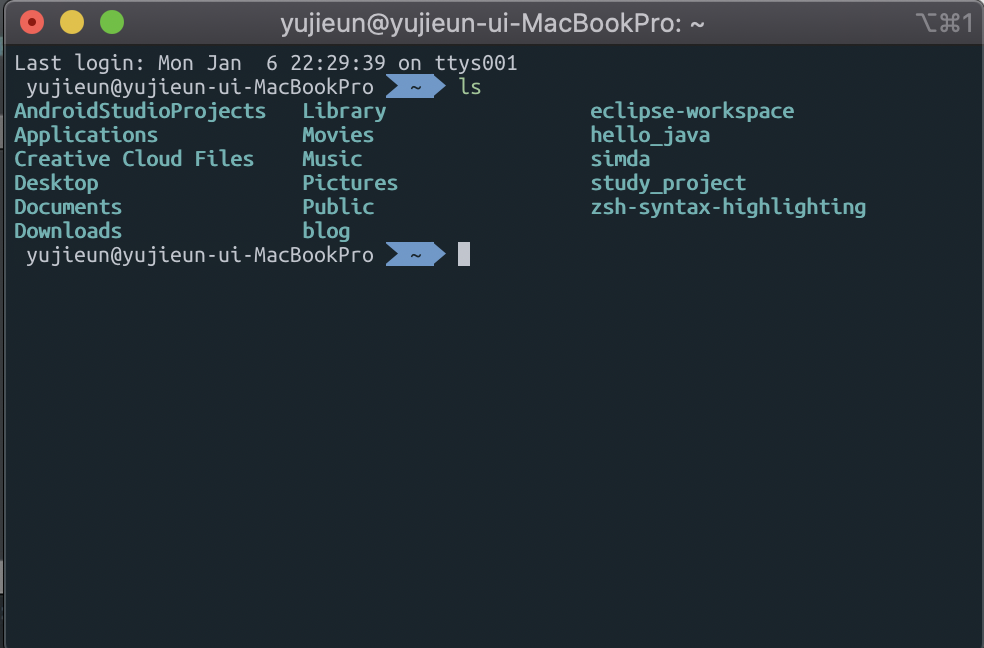 yujieun@yujieun-ui-MacBookPro: ~ ⌥⌘1
Last login: Mon Jan  6 22:29:39 on ttys001
yujieun@yujieun-ui-MacBookPro ~ ls
AndroidStudioProjects Library eclipse-workspace
Applications Movies hello_java
Creative Cloud Files Music simda
Desktop Pictures study_project
Documents Public zsh-syntax-highlighting
Downloads blog
yujieun@yujieun-ui-MacBookPro ~